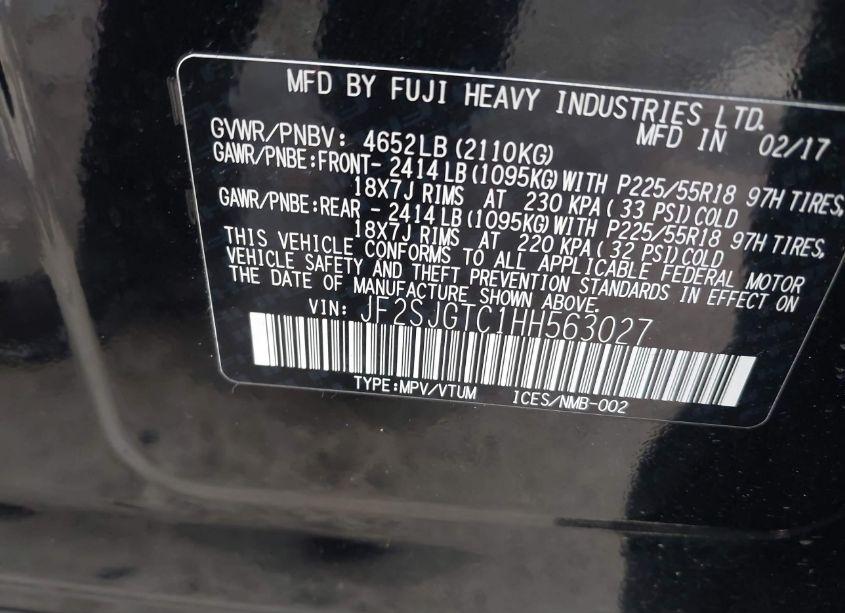 MFD BY FUJI HEAVY INDUSTRIES LTD.
MFD IN 02/17
GVWR/PNBV: 4652LB (2110KG)
GAWR/PNBE:FRONT- 2414 LB (1095KG) WITH P225/55R18 97H TIRES,
18X7J RIMS AT 230 KPA ( 33 PSI) COLD
GAWR/PNBE:REAR - 2414 LB (1095KG) WITH P225/55R18 97H TIRES,
18X7J RIMS AT 220 KPA ( 32 PSI) COLD
THIS VEHICLE CONFORMS TO ALL APPLICABLE FEDERAL MOTOR
VEHICLE SAFETY AND THEFT PREVENTION STANDARDS IN EFFECT ON
THE DATE OF MANUFACTURE SHOWN ABOVE.
VIN: JF2SJGTC1HH563027
TYPE:MPV/VTUM ICES/NMB-002